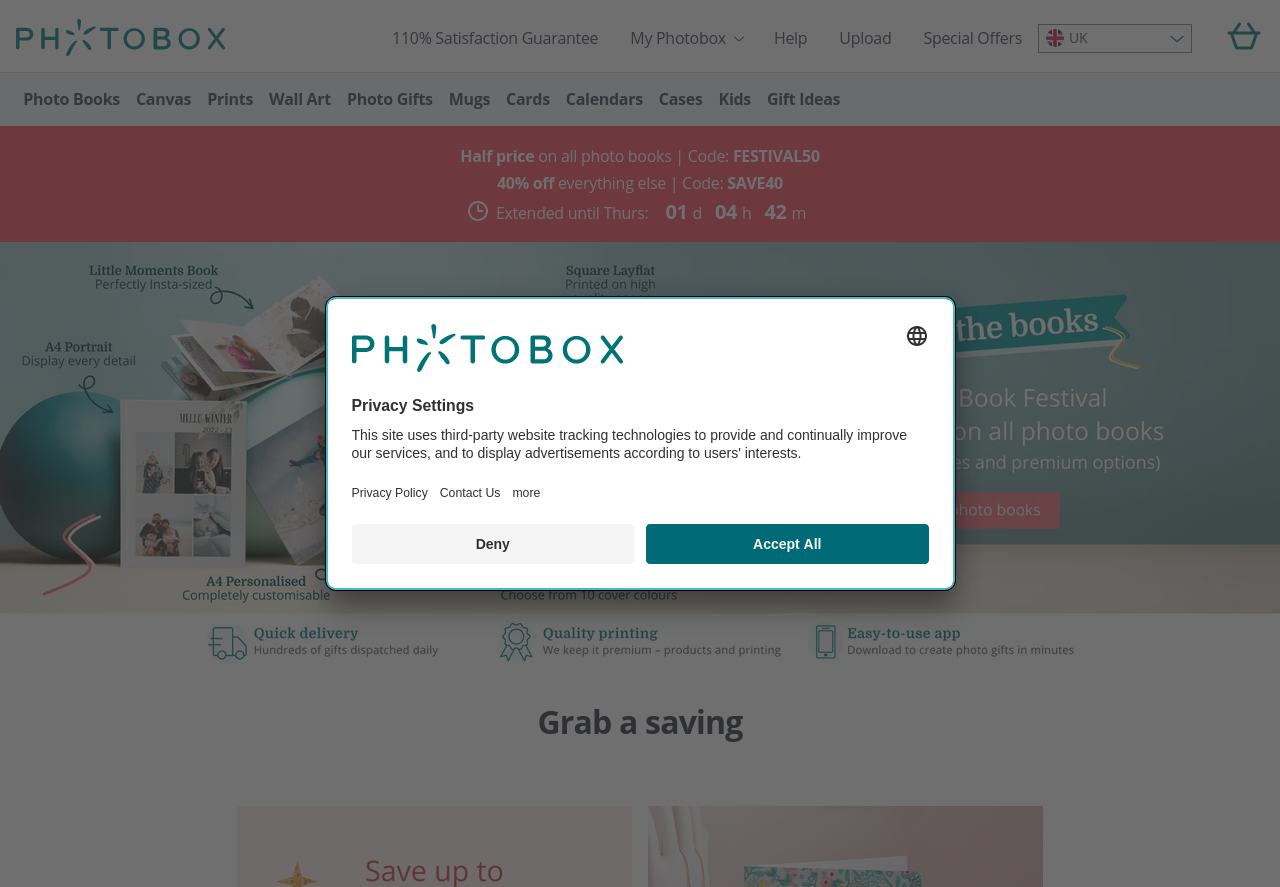 PHOTOBOX
110% Satisfaction Guarantee
My Photobox
Help
Upload
Special Offers
UK
Photo Books
Canvas
Prints
Wall Art
Photo Gifts
Mugs
Cards
Calendars
Cases
Kids
Gift Ideas
Half price on all photo books | Code: FESTIVAL50
40% off everything else | Code: SAVE40
Extended until Thurs: 01 d 04 h 42 m
Little Moments Book
Perfectly Insta-sized
Square Layflat
Printed on high
A4 Portrait
Display every detail
HELLO WINTER
2022 - 23
the books
Book Festival
on all photo books
and premium options)
photo books
PHOTOBOX
Privacy Settings
This site uses third-party website tracking technologies to provide and continually improve
our services, and to display advertisements according to users' interests.
Privacy Policy
Contact Us
more
Deny
Accept All
A4 Personalised
Completely customisable
Choose from 10 cover colours
Quick delivery
Hundreds of gifts dispatched daily
Quality printing
We keep it premium – products and printing
Easy-to-use app
Download to create photo gifts in minutes
Grab a saving
Save up to